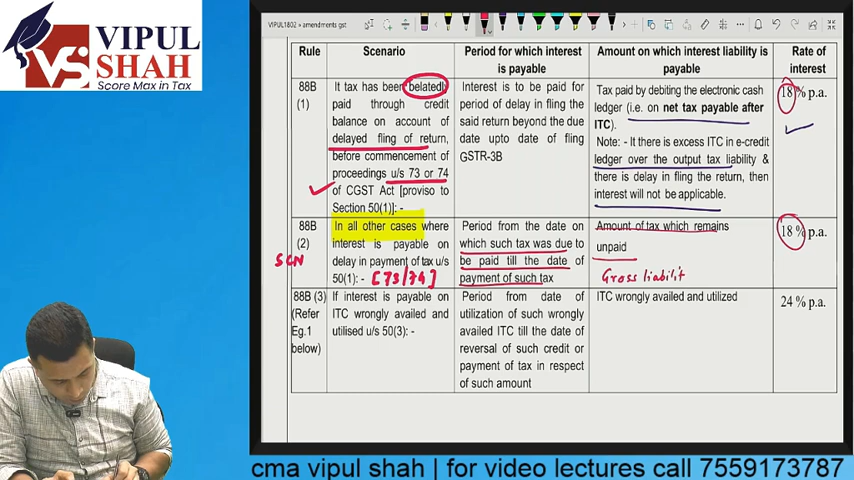 VIPUL
SHAH
Score Max in Tax
VS
VIPUL1802 + amendments gst
Rule
Scenario
Period for which interest
is payable
Amount on which interest liability is
payable
Rate of
interest
88B
(1)
It tax has been belatedly
paid through credit
balance on account of
delayed fling of return,
before commencement of
proceedings u/s 73 or 74
of CGST Act [proviso to
Section 50(1)]: -
Interest is to be paid for
period of delay in fling the
said return beyond the due
date upto date of fling
GSTR-3B
Tax paid by debiting the electronic cash
ledger (i.e. on net tax payable after
ITC).
Note: - It there is excess ITC in e-credit
ledger over the output tax liability &
there is delay in fling the return, then
interest will not be applicable.
18% p.a.
88B
(2)
SCN
In all other cases where
interest is payable on
delay in payment of tax u/s
50(1): - [73/74]
Period from the date on
which such tax was due to
be paid till the date of
payment of such tax
Amount of tax which remains
unpaid
Gross liabilit
18% p.a.
88B (3)
(Refer
Eg.1
below)
If interest is payable on
ITC wrongly availed and
utilised u/s 50(3): -
Period from date of
utilization of such wrongly
availed ITC till the date of
reversal of such credit or
payment of tax in respect
of such amount
ITC wrongly availed and utilized
24% p.a.
cma vipul shah | for video lectures call 7559173787